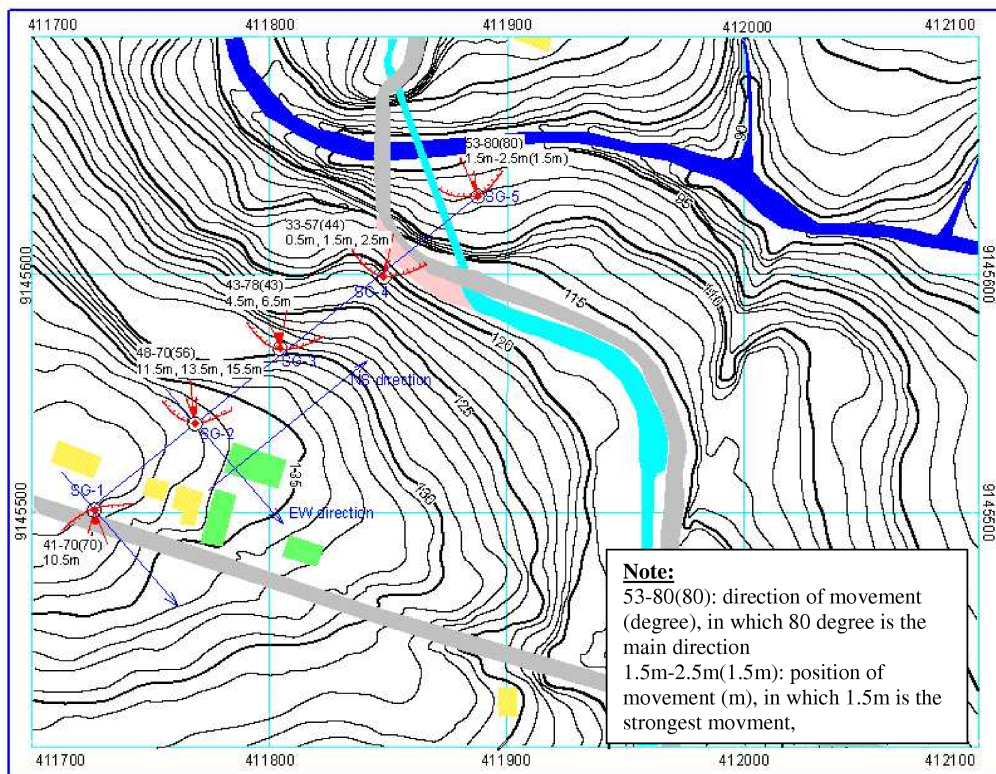 411700 411800 411900 412000 412100
80
53-80(80)
1.5m-2.5m(1.5m)
SG-5
95
33-57(44)
0.5m, 1.5m, 2.5m
9145600
9145600
SG-4
43-78(43)
4.5m, 6.5m
115
110
SG-3
120
48-70(56)
11.5m, 13.5m, 15.5m
NS direction
125
SG-2
135
130
SG-1
EW direction
9145500
9145500
41-70(70)
10.5m
Note:
53-80(80): direction of movement
(degree), in which 80 degree is the
main direction
1.5m-2.5m(1.5m): position of
movement (m), in which 1.5m is the
strongest movment,
411700 411800 411900 412000 412100